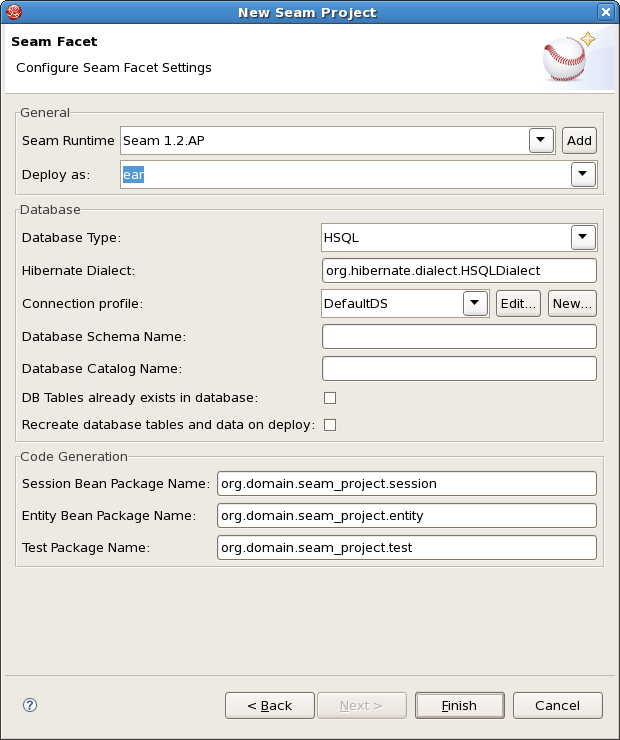 New Seam Project
Seam Facet
Configure Seam Facet Settings
General
Seam Runtime Seam 1.2.AP Add
Deploy as: ear
Database
Database Type: HSQL
Hibernate Dialect: org.hibernate.dialect.HSQLDialect
Connection profile: DefaultDS Edit... New...
Database Schema Name:
Database Catalog Name:
DB Tables already exists in database:
Recreate database tables and data on deploy:
Code Generation
Session Bean Package Name: org.domain.seam_project.session
Entity Bean Package Name: org.domain.seam_project.entity
Test Package Name: org.domain.seam_project.test
? < Back Next > Finish Cancel